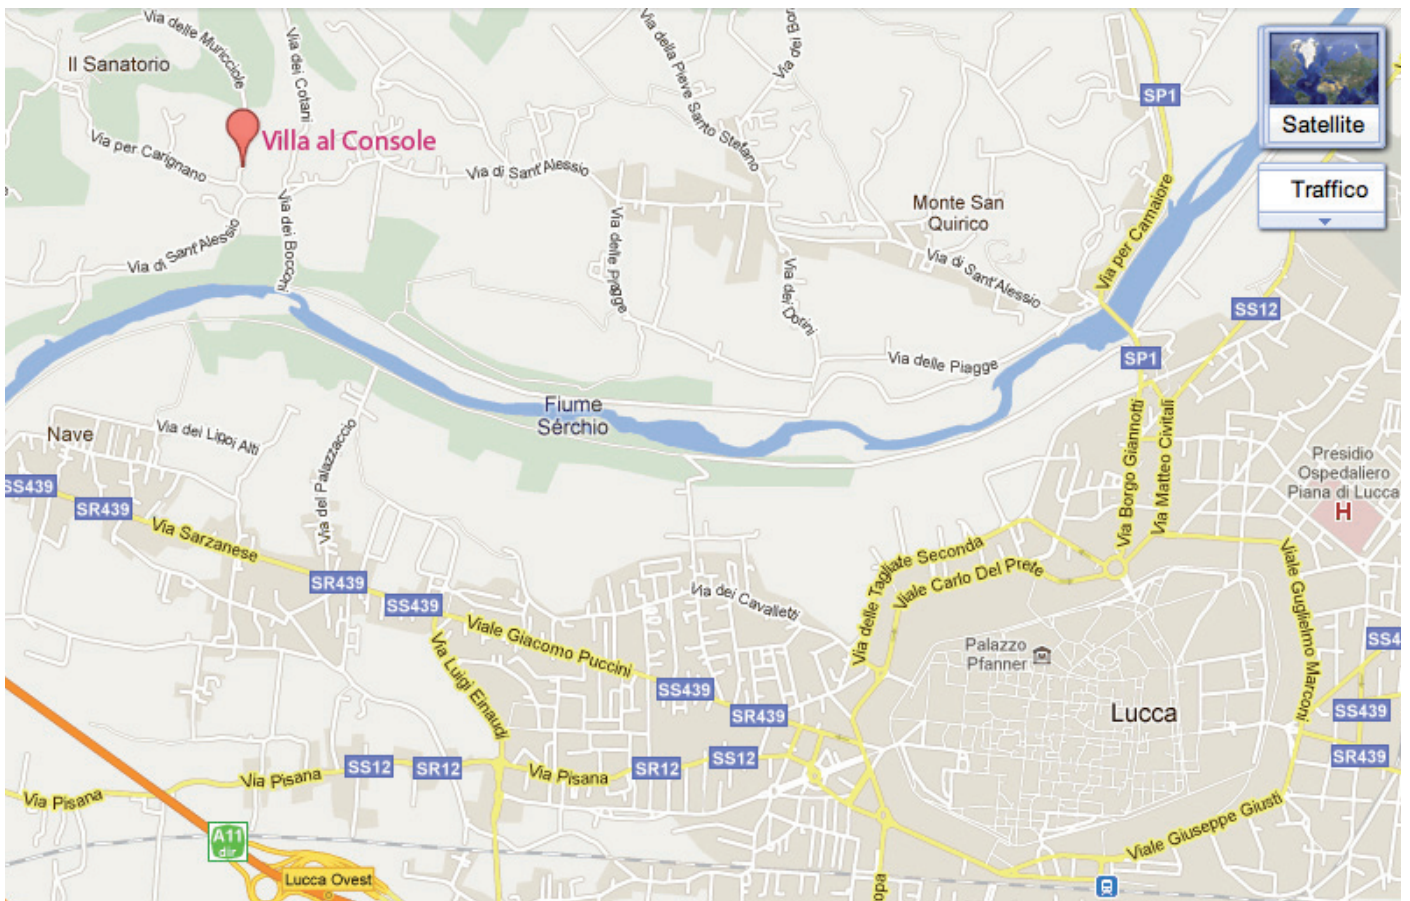 Via delle Muricciole
Via dei Cotani
Via della Pieve Santo Stefano
Il Sanatorio
SP1
Satellite
Villa al Console
Via per Carignano
Via di Sant'Alessio
Traffico
Monte San
Quirico
Via per Camaiore
Via dei Bocconi
Via delle Piagge
Via di Sant'Alessio
Via di Sant'Alessio
Via dei Dorini
SS12
SP1
Via delle Piagge
Fiume
Sérchio
Nave
Via dei Lipoj Alti
Via del Palazzaccio
Via Borgo Giannotti
Via Matteo Civitali
Presidio
Ospedaliero
Piana di Lucca
H
SS439
SR439
Via Sarzanese
SR439
SS439
Via delle Tagliate Seconda
Viale Carlo Del Prete
Viale Guglielmo Marconi
Via dei Cavalletti
Viale Giacomo Puccini
Via Luigi Einaudi
Palazzo
Pfanner
SS4
SS439
SR439
Lucca
SS439
SR439
Via Pisana
SS12
SR12
Via Pisana
SR12
SS12
Via Pisana
Viale Giuseppe Giusti
A11
dir
Lucca Ovest
opa